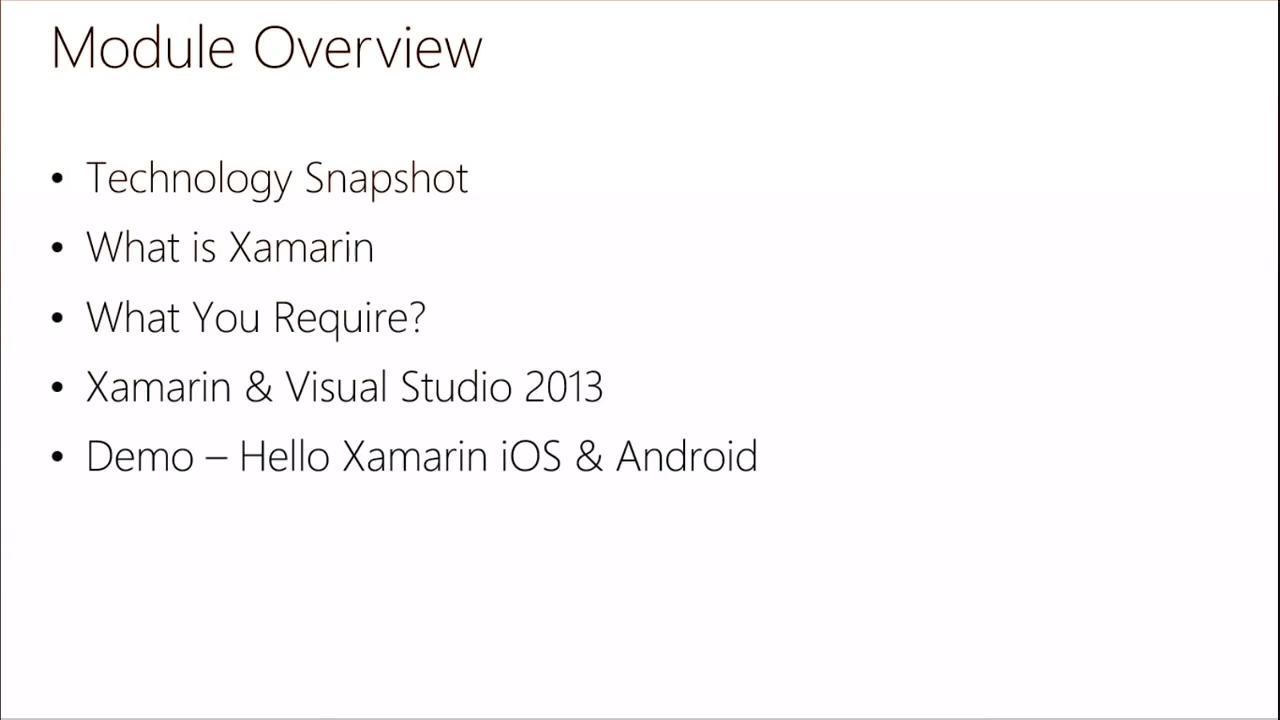 Module Overview
• Technology Snapshot
• What is Xamarin
• What You Require?
• Xamarin & Visual Studio 2013
• Demo – Hello Xamarin iOS & Android